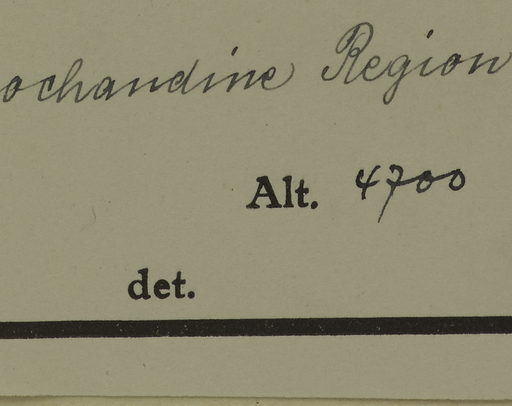 ochandine Region
Alt. 4700
det.